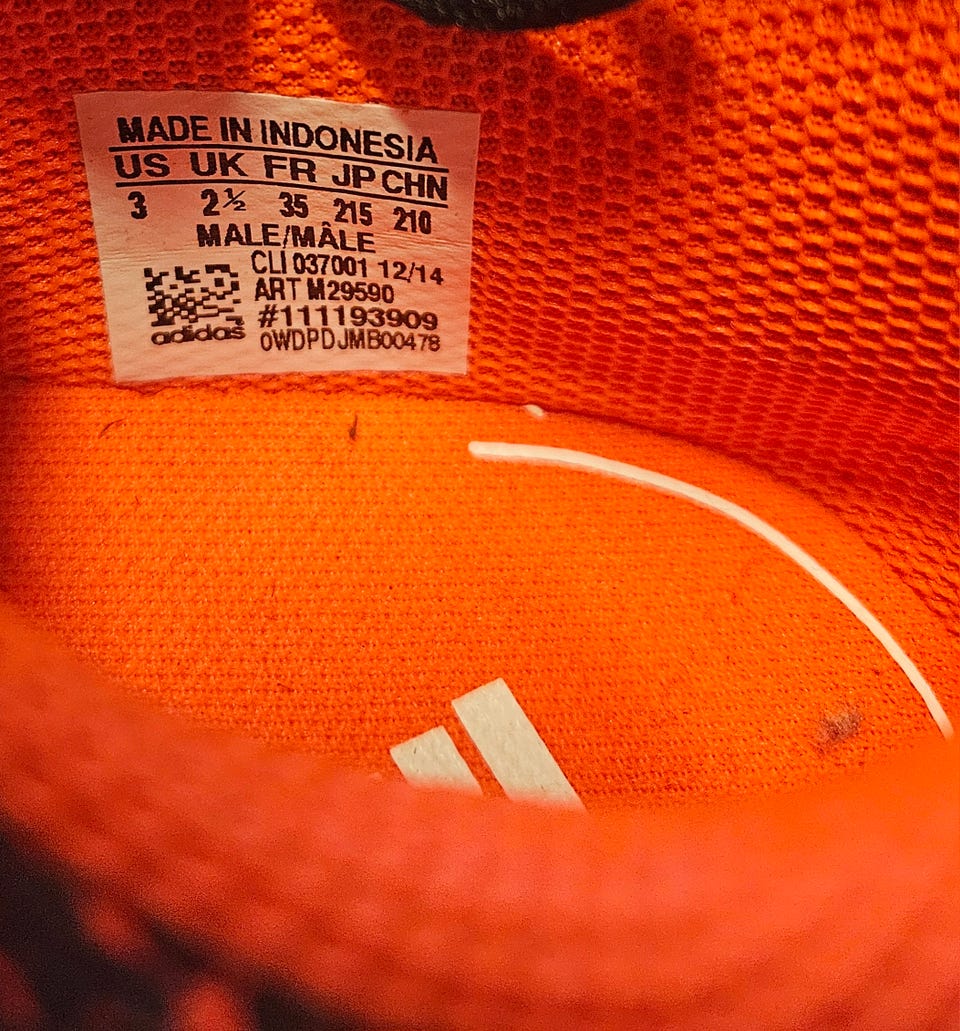 MADE IN INDONESIA
US UK FR JP CHN
3 2½ 35 215 210
MALE/MÂLE
CLI 037001 12/14
ART M29590
#111193909
adidas 0WDPDJMB00478